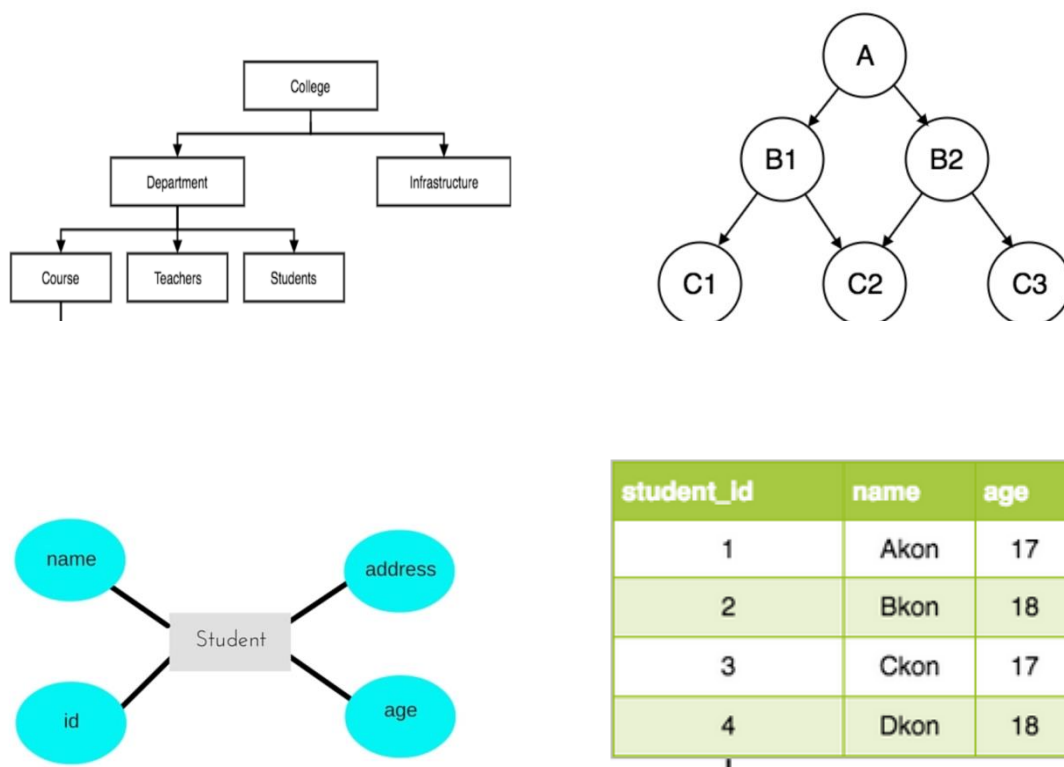 College
Department
Infrastructure
Course
Teachers
Students
A
B1
B2
C1
C2
C3
name
address
Student
id
age
student_id name age
1 Akon 17
2 Bkon 18
3 Ckon 17
4 Dkon 18